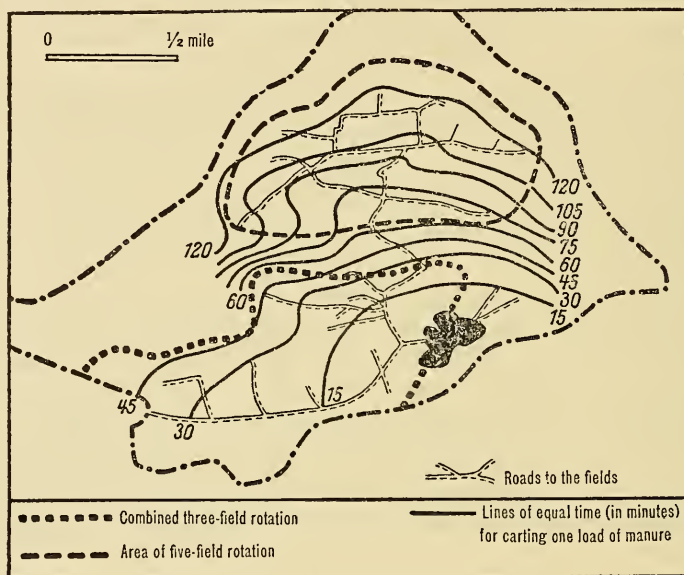 0 ½ mile
120
105
90
75
60
45
30
15
120
60
45
30
15
Roads to the fields
Combined three-field rotation
Area of five-field rotation
Lines of equal time (in minutes)
for carting one load of manure